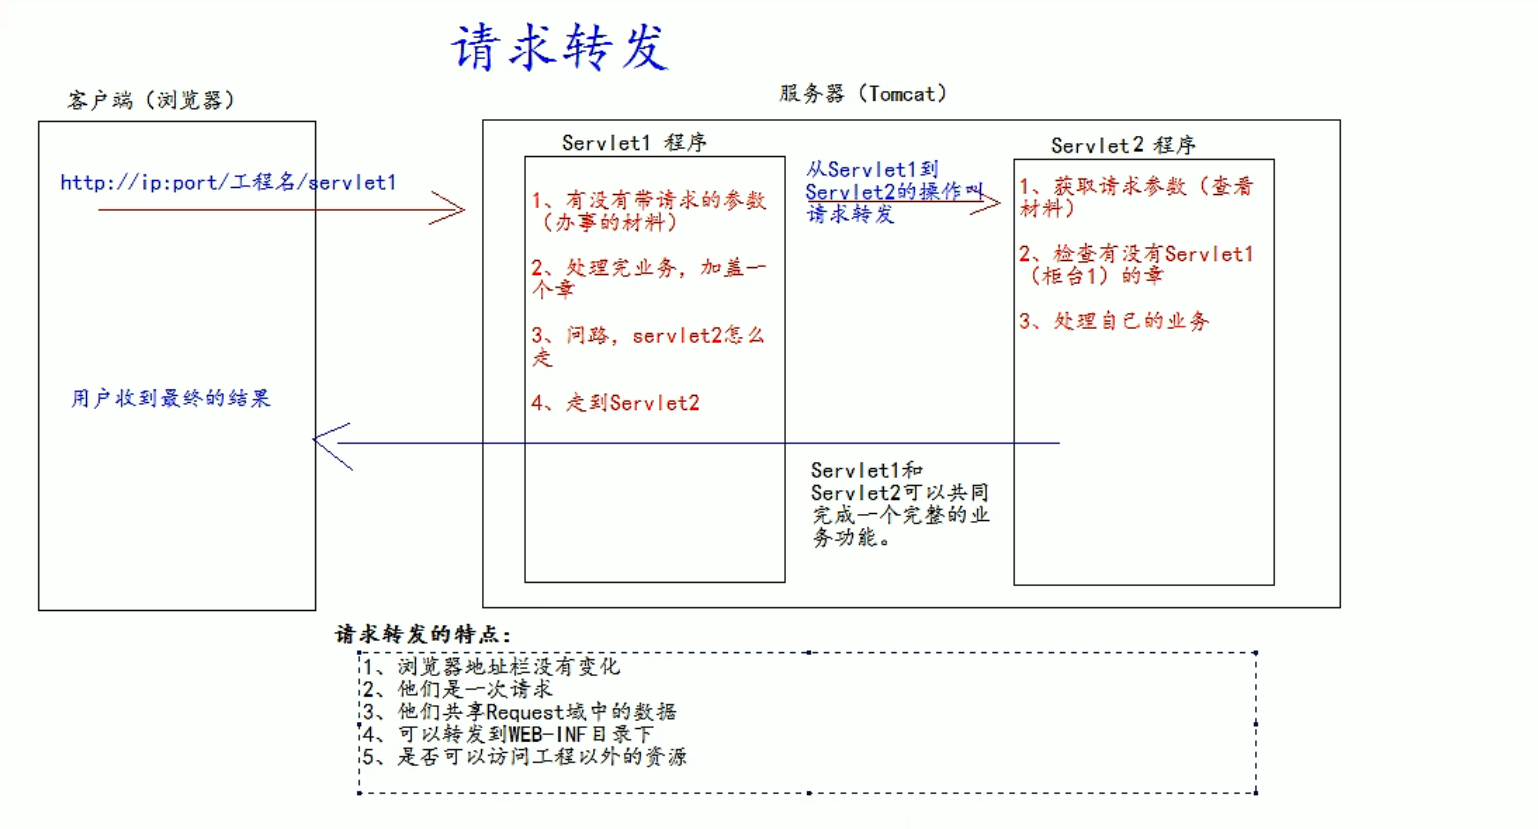 请求转发
客户端（浏览器）
服务器（Tomcat）
http://ip:port/工程名/servlet1
用户收到最终的结果
Servlet1 程序
1、有没有带请求的参数
（办事的材料）
2、处理完业务，加盖一
个章
3、问路，servlet2怎么
走
4、走到Servlet2
从Servlet1到
Servlet2的操作叫
请求转发
Servlet2 程序
1、获取请求参数（查看
材料）
2、检查有没有Servlet1
（柜台1）的章
3、处理自己的业务
Servlet1和
Servlet2可以共同
完成一个完整的业
务功能。
请求转发的特点：
1、浏览器地址栏没有变化
2、他们是一次请求
3、他们共享Request域中的数据
4、可以转发到WEB-INF目录下
5、是否可以访问工程以外的资源